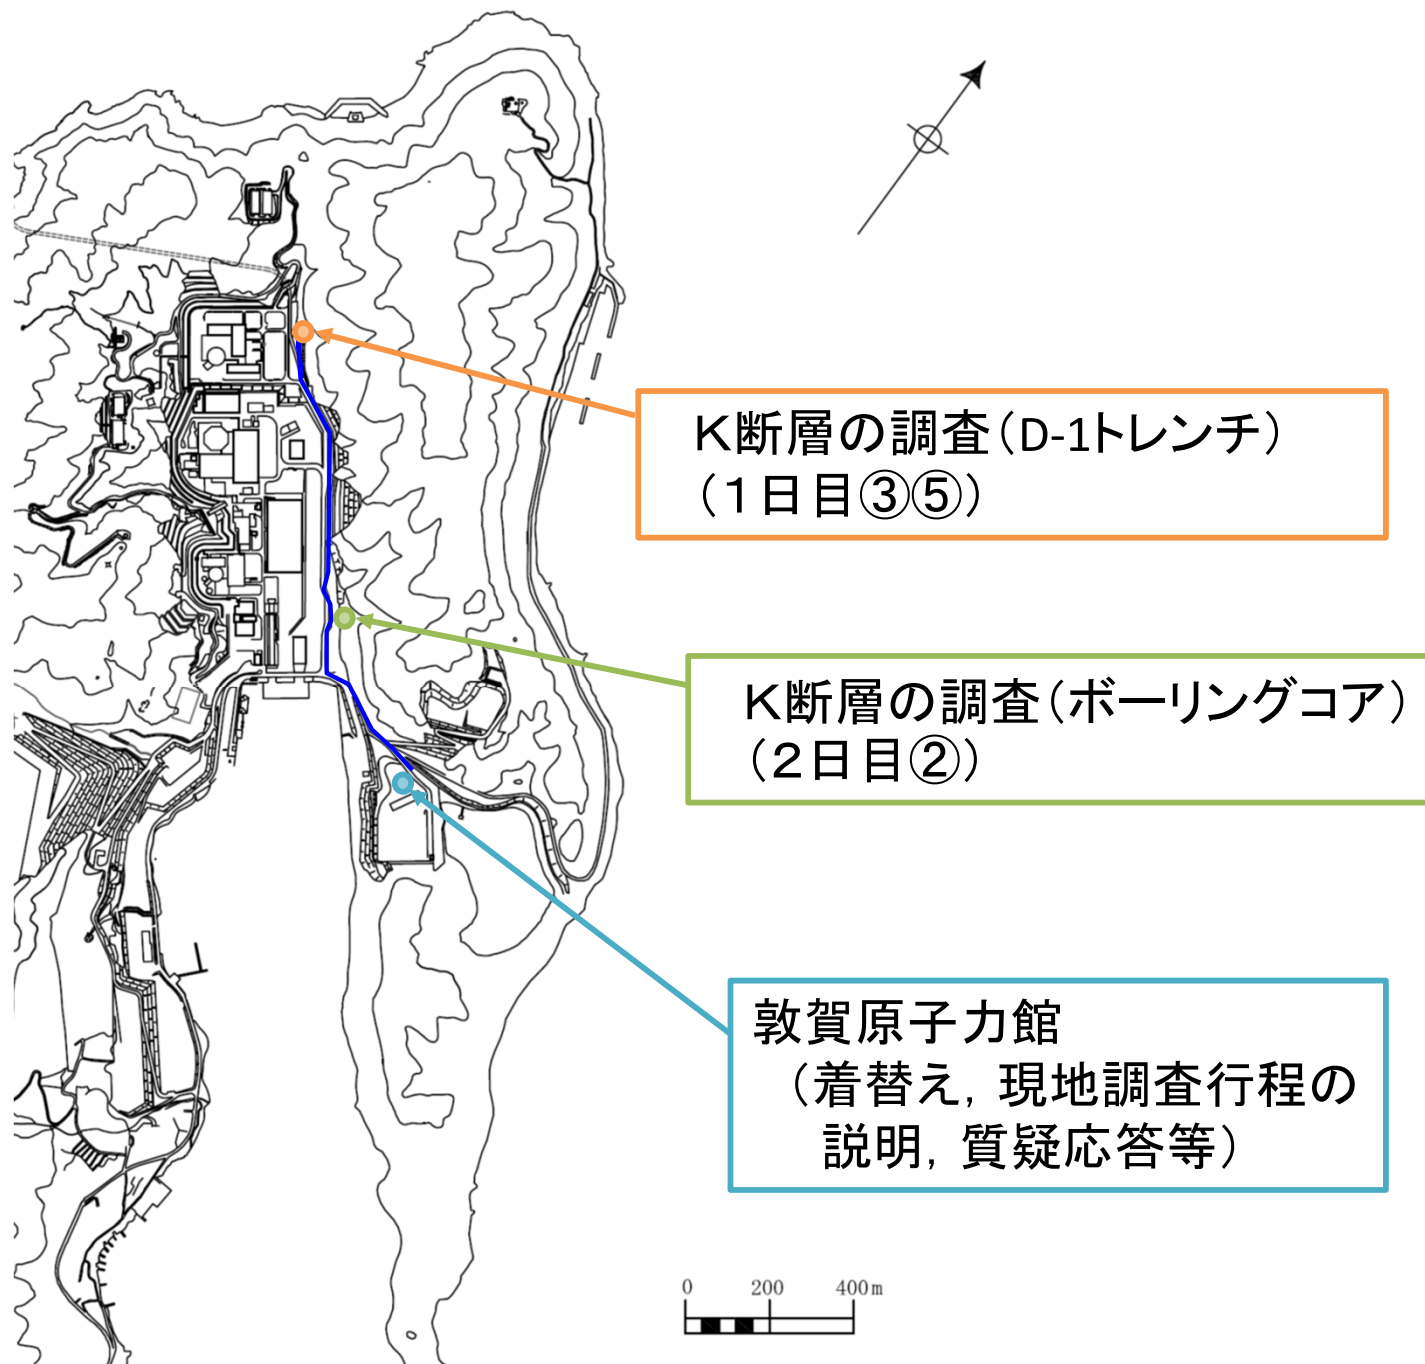 K断層の調査（D-1トレンチ）
（１日目③⑤）
K断層の調査（ボーリングコア）
（２日目②）
敦賀原子力館
（着替え，現地調査行程の
説明，質疑応答等）
0 200 400m